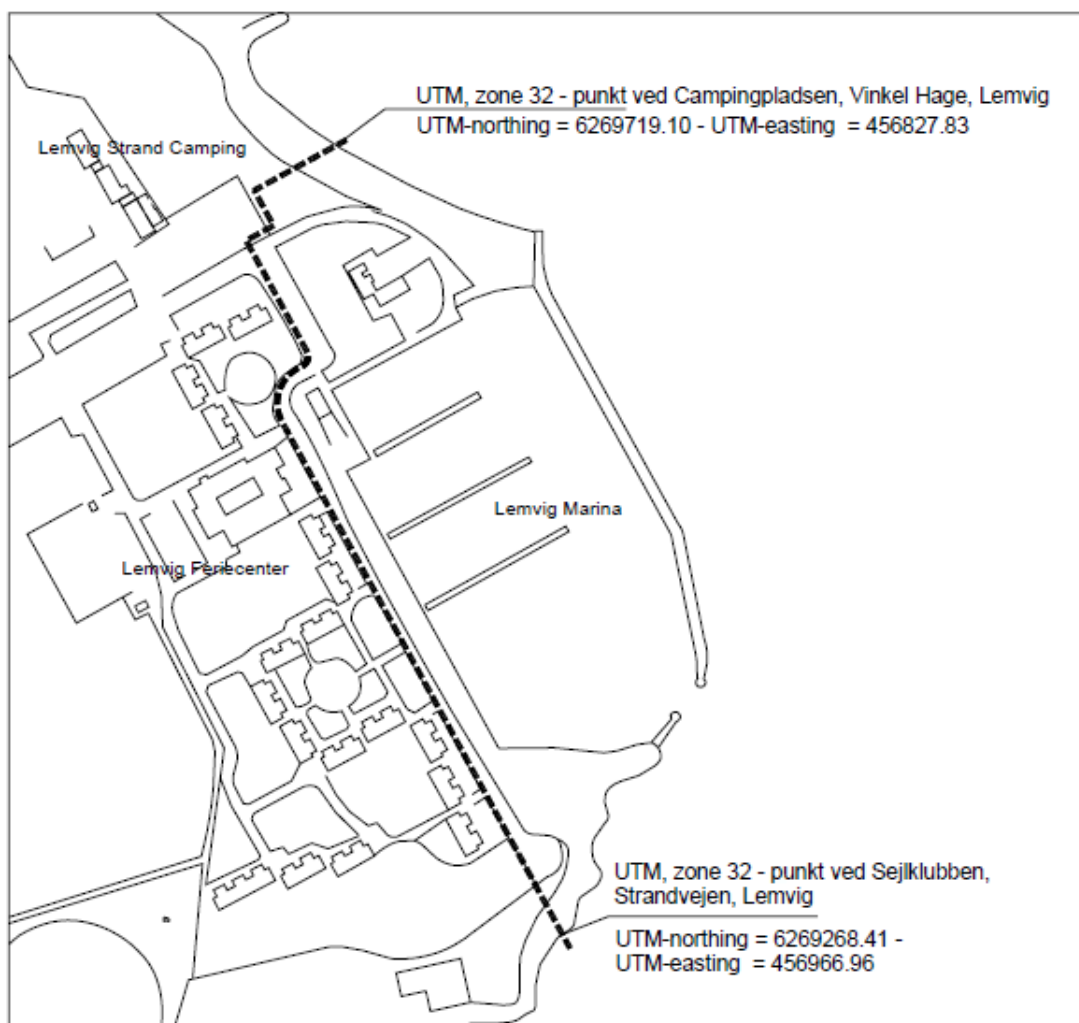 UTM, zone 32 - punkt ved Campingpladsen, Vinkel Hage, Lemvig
UTM-northing = 6269719.10 - UTM-easting = 456827.83
Lemvig Strand Camping
Lemvig Marina
Lemvig Feriecenter
UTM, zone 32 - punkt ved Sejlklubben,
Strandvejen, Lemvig
UTM-northing = 6269268.41 -
UTM-easting = 456966.96